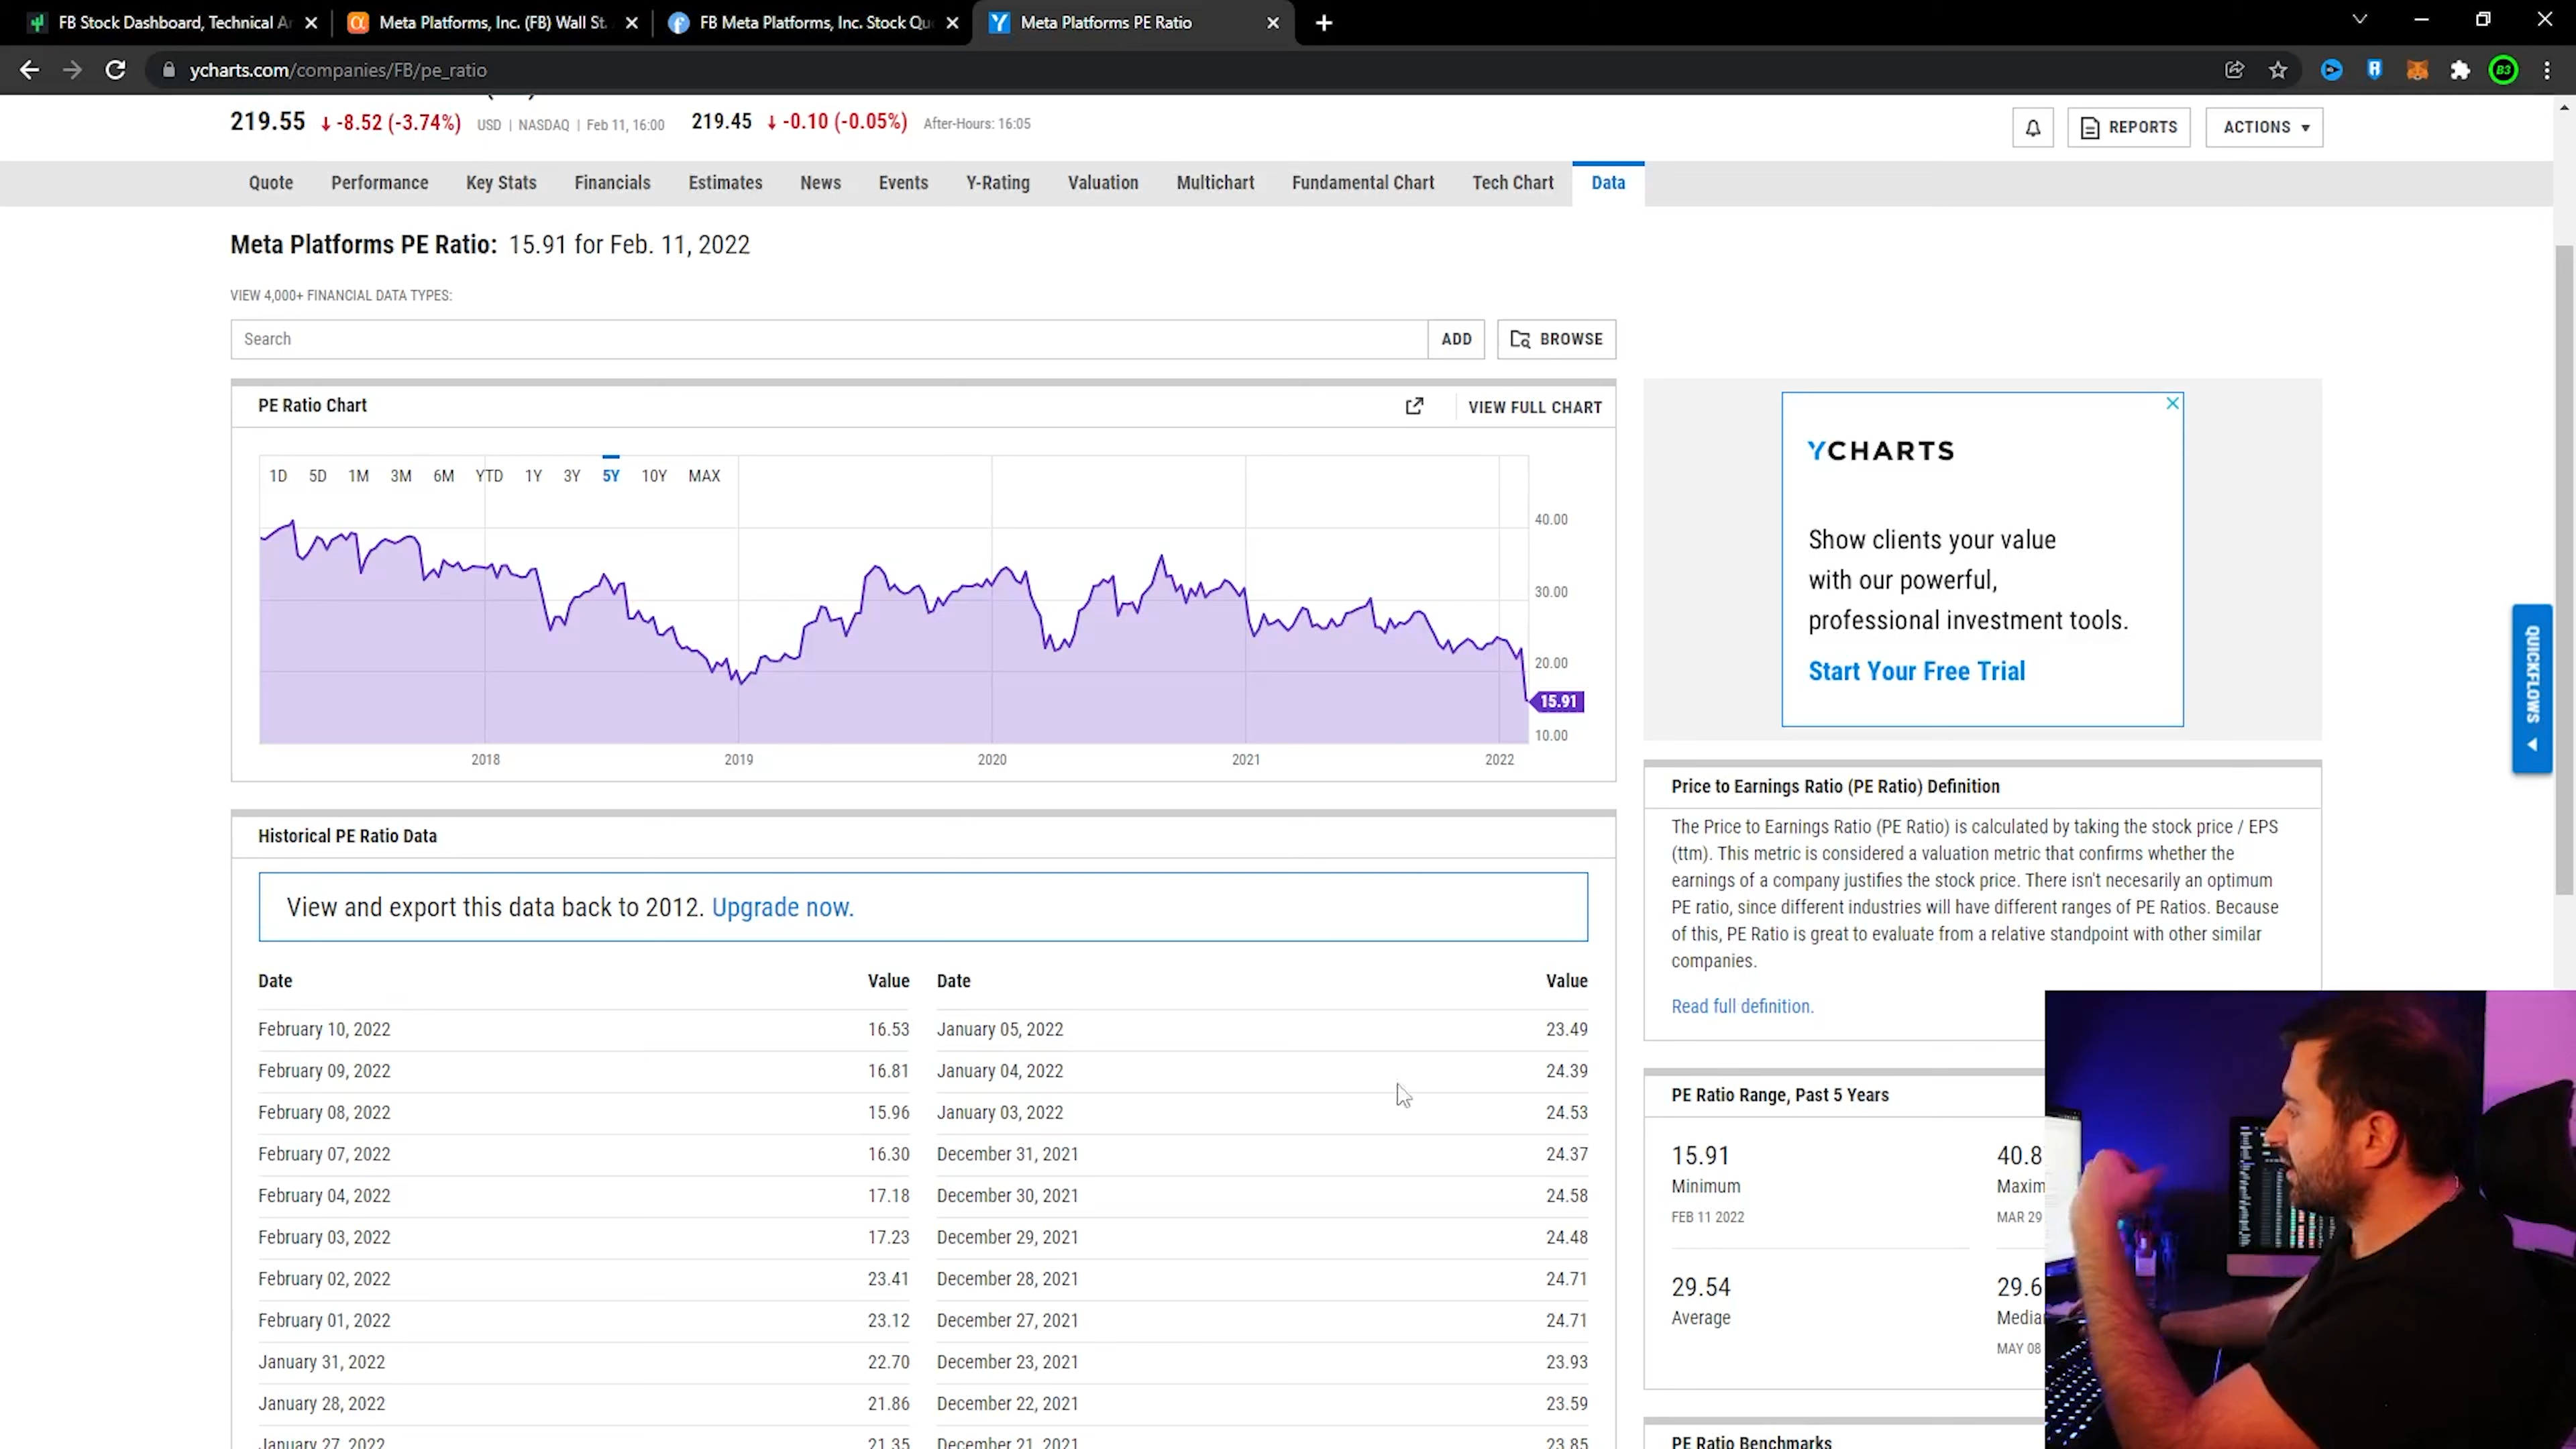 FB Stock Dashboard, Technical A
Meta Platforms, Inc. (FB) Wall St.
FB Meta Platforms, Inc. Stock Qu
Meta Platforms PE Ratio
ycharts.com/companies/FB/pe_ratio
219.55 ↓ -8.52 (-3.74%) USD | NASDAQ | Feb 11, 16:00 219.45 ↓ -0.10 (-0.05%) After-Hours: 16:05
REPORTS
ACTIONS
Quote Performance Key Stats Financials Estimates News Events Y-Rating Valuation Multichart Fundamental Chart Tech Chart Data
Meta Platforms PE Ratio: 15.91 for Feb. 11, 2022
VIEW 4,000+ FINANCIAL DATA TYPES:
Search
ADD
BROWSE
PE Ratio Chart
VIEW FULL CHART
1D 5D 1M 3M 6M YTD 1Y 3Y 5Y 10Y MAX
40.00
30.00
20.00
15.91
10.00
2018 2019 2020 2021 2022
Historical PE Ratio Data
View and export this data back to 2012. Upgrade now.
Date Value Date Value
February 10, 2022 16.53 January 05, 2022 23.49
February 09, 2022 16.81 January 04, 2022 24.39
February 08, 2022 15.96 January 03, 2022 24.53
February 07, 2022 16.30 December 31, 2021 24.37
February 04, 2022 17.18 December 30, 2021 24.58
February 03, 2022 17.23 December 29, 2021 24.48
February 02, 2022 23.41 December 28, 2021 24.71
February 01, 2022 23.12 December 27, 2021 24.71
January 31, 2022 22.70 December 23, 2021 23.93
January 28, 2022 21.86 December 22, 2021 23.59
January 27, 2022 21.35 December 21, 2021 23.85
YCHARTS
Show clients your value
with our powerful,
professional investment tools.
Start Your Free Trial
QUICKFLOWS
Price to Earnings Ratio (PE Ratio) Definition
The Price to Earnings Ratio (PE Ratio) is calculated by taking the stock price / EPS
(ttm). This metric is considered a valuation metric that confirms whether the
earnings of a company justifies the stock price. There isn't necesarily an optimum
PE ratio, since different industries will have different ranges of PE Ratios. Because
of this, PE Ratio is great to evaluate from a relative standpoint with other similar
companies.
Read full definition.
PE Ratio Range, Past 5 Years
15.91 40.8
Minimum Maxim
FEB 11 2022 MAR 29
29.54 29.6
Average Media
MAY 08
PE Ratio Benchmarks